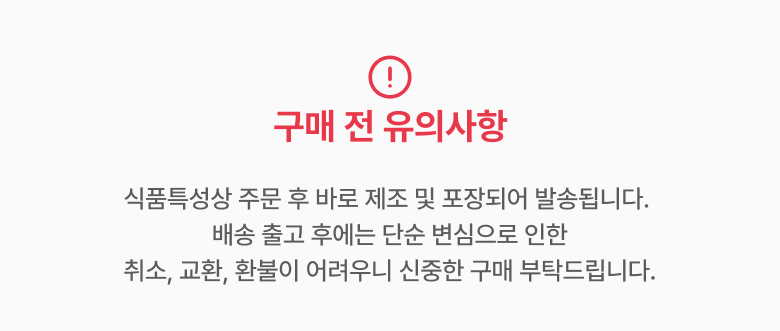 구매 전 유의사항
식품특성상 주문 후 바로 제조 및 포장되어 발송됩니다.
배송 출고 후에는 단순 변심으로 인한
취소, 교환, 환불이 어려우니 신중한 구매 부탁드립니다.